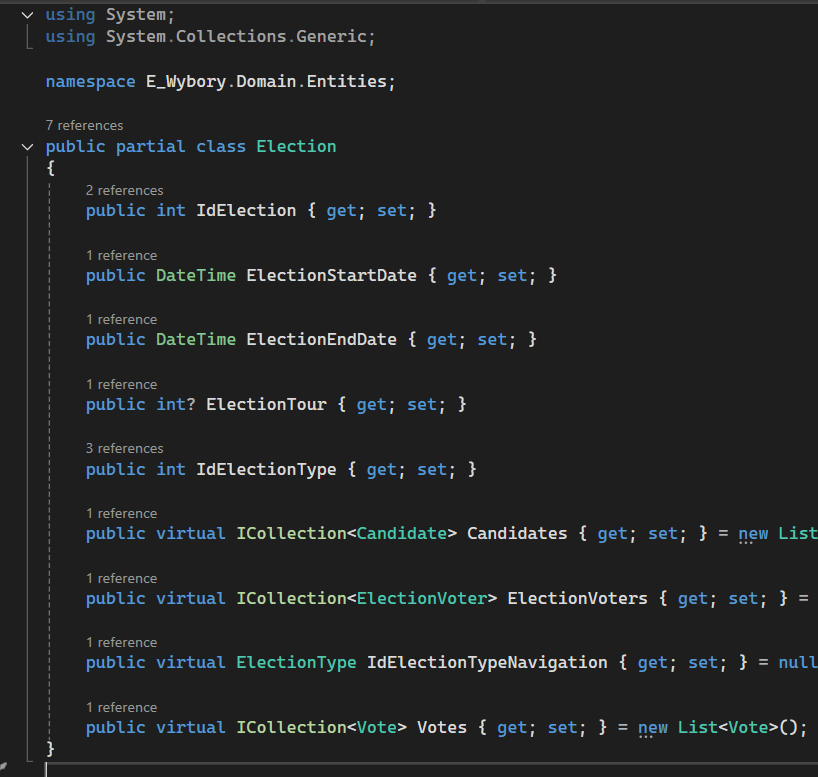 using System;
using System.Collections.Generic;
namespace E_Wybory.Domain.Entities;
7 references
public partial class Election
{
2 references
public int IdElection { get; set; }
1 reference
public DateTime ElectionStartDate { get; set; }
1 reference
public DateTime ElectionEndDate { get; set; }
1 reference
public int? ElectionTour { get; set; }
3 references
public int IdElectionType { get; set; }
1 reference
public virtual ICollection<Candidate> Candidates { get; set; } = new List
1 reference
public virtual ICollection<ElectionVoter> ElectionVoters { get; set; } =
1 reference
public virtual ElectionType IdElectionTypeNavigation { get; set; } = null
1 reference
public virtual ICollection<Vote> Votes { get; set; } = new List<Vote>();
}